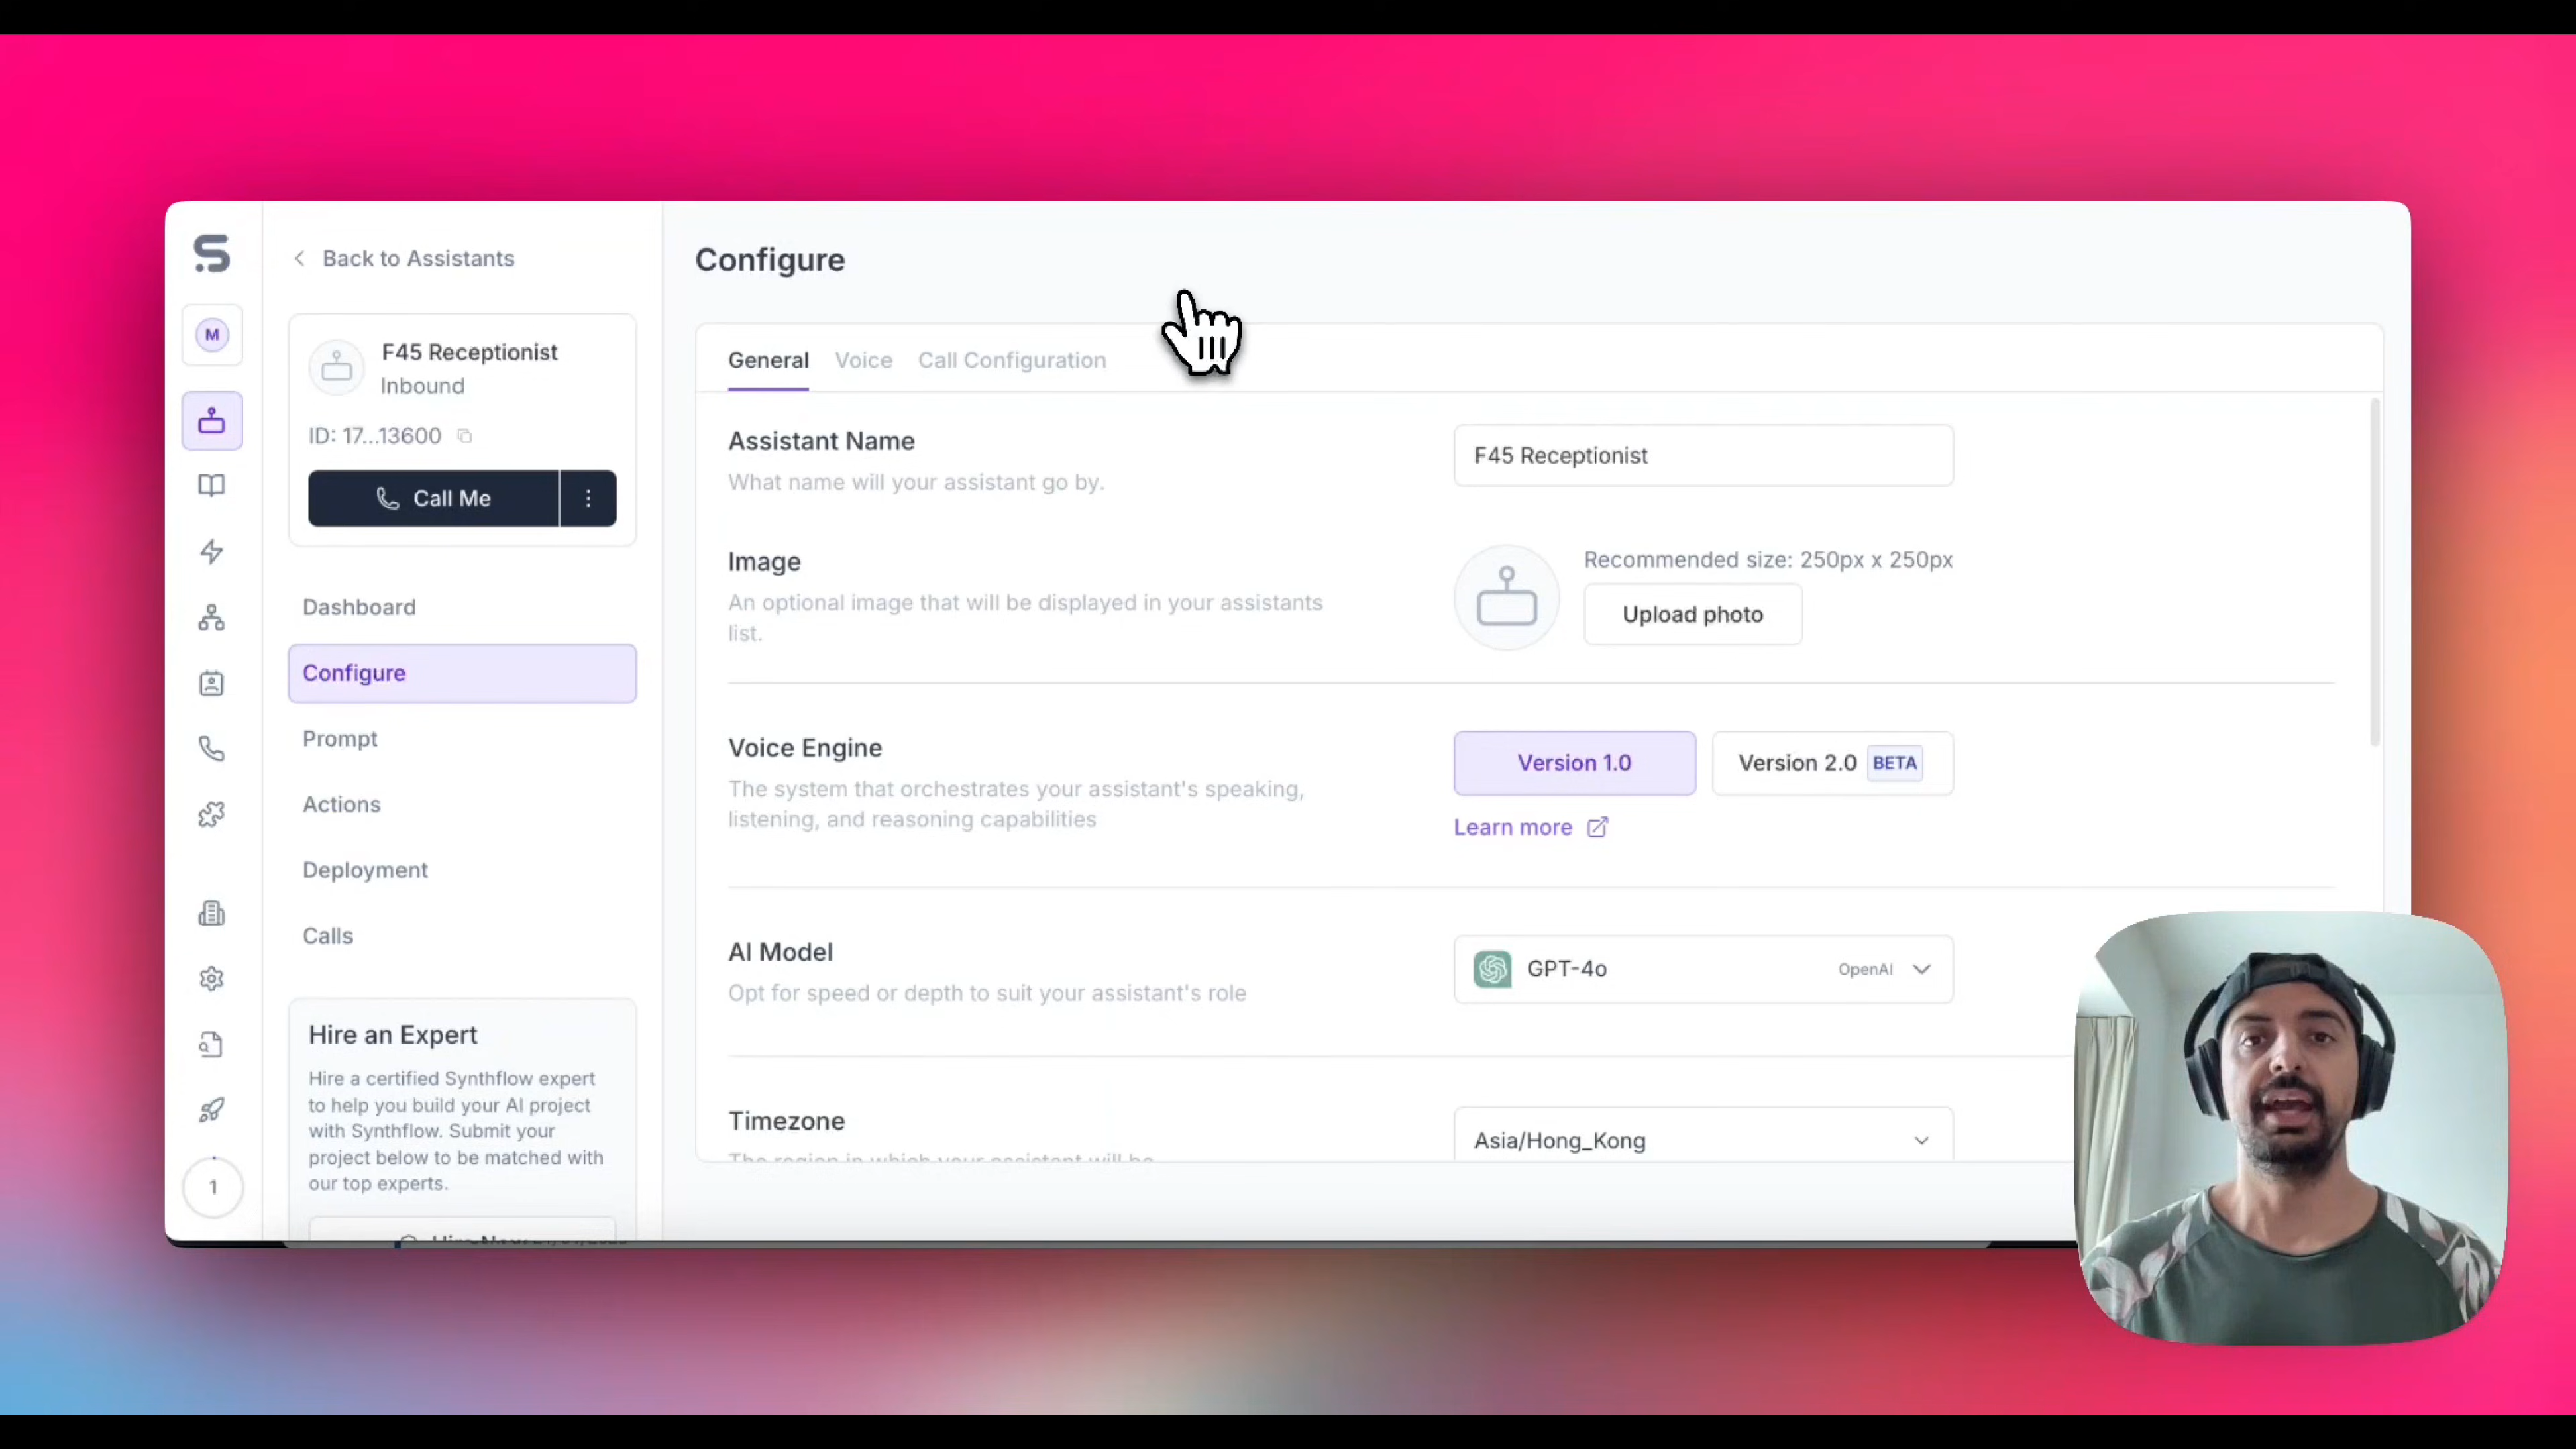 Back to Assistants
M
F45 Receptionist
Inbound
ID: 17...13600
Call Me
Dashboard
Configure
Prompt
Actions
Deployment
Calls
Hire an Expert
Hire a certified Synthflow expert
to help you build your AI project
with Synthflow. Submit your
project below to be matched with
our top experts.
1
Configure
General Voice Call Configuration
Assistant Name
What name will your assistant go by.
F45 Receptionist
Image
An optional image that will be displayed in your assistants
list.
Recommended size: 250px x 250px
Upload photo
Voice Engine
The system that orchestrates your assistant's speaking,
listening, and reasoning capabilities
Version 1.0
Version 2.0 BETA
Learn more
AI Model
Opt for speed or depth to suit your assistant's role
GPT-4o OpenAI
Timezone
The region in which your assistant will be
Asia/Hong_Kong